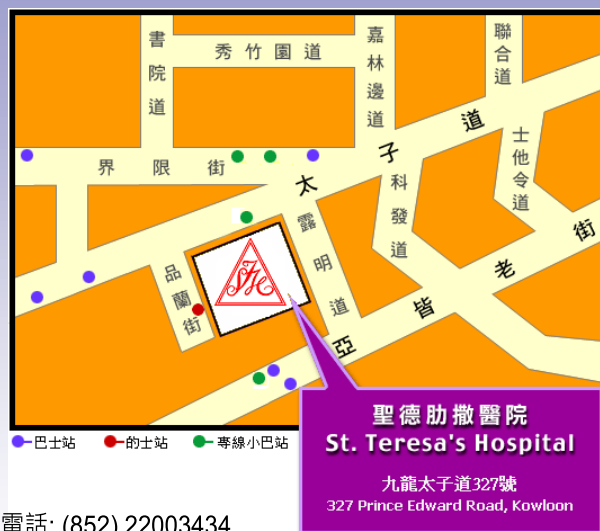 書院道
秀竹園道
嘉林邊道
聯合道
太子道
士他令道
界限街
科發道
露明道
品蘭街
亞皆老街
STH
聖德肋撒醫院
St. Teresa's Hospital
九龍太子道327號
327 Prince Edward Road, Kowloon
巴士站 的士站 專線小巴站
電話: (852) 22003434